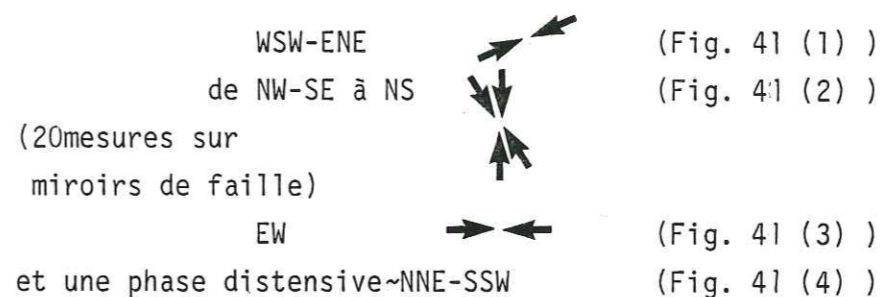 WSW-ENE (Fig. 41 (1) )
de NW-SE à NS (Fig. 41 (2) )
(20mesures sur
miroirs de faille)
EW (Fig. 41 (3) )
et une phase distensive~NNE-SSW (Fig. 41 (4) )